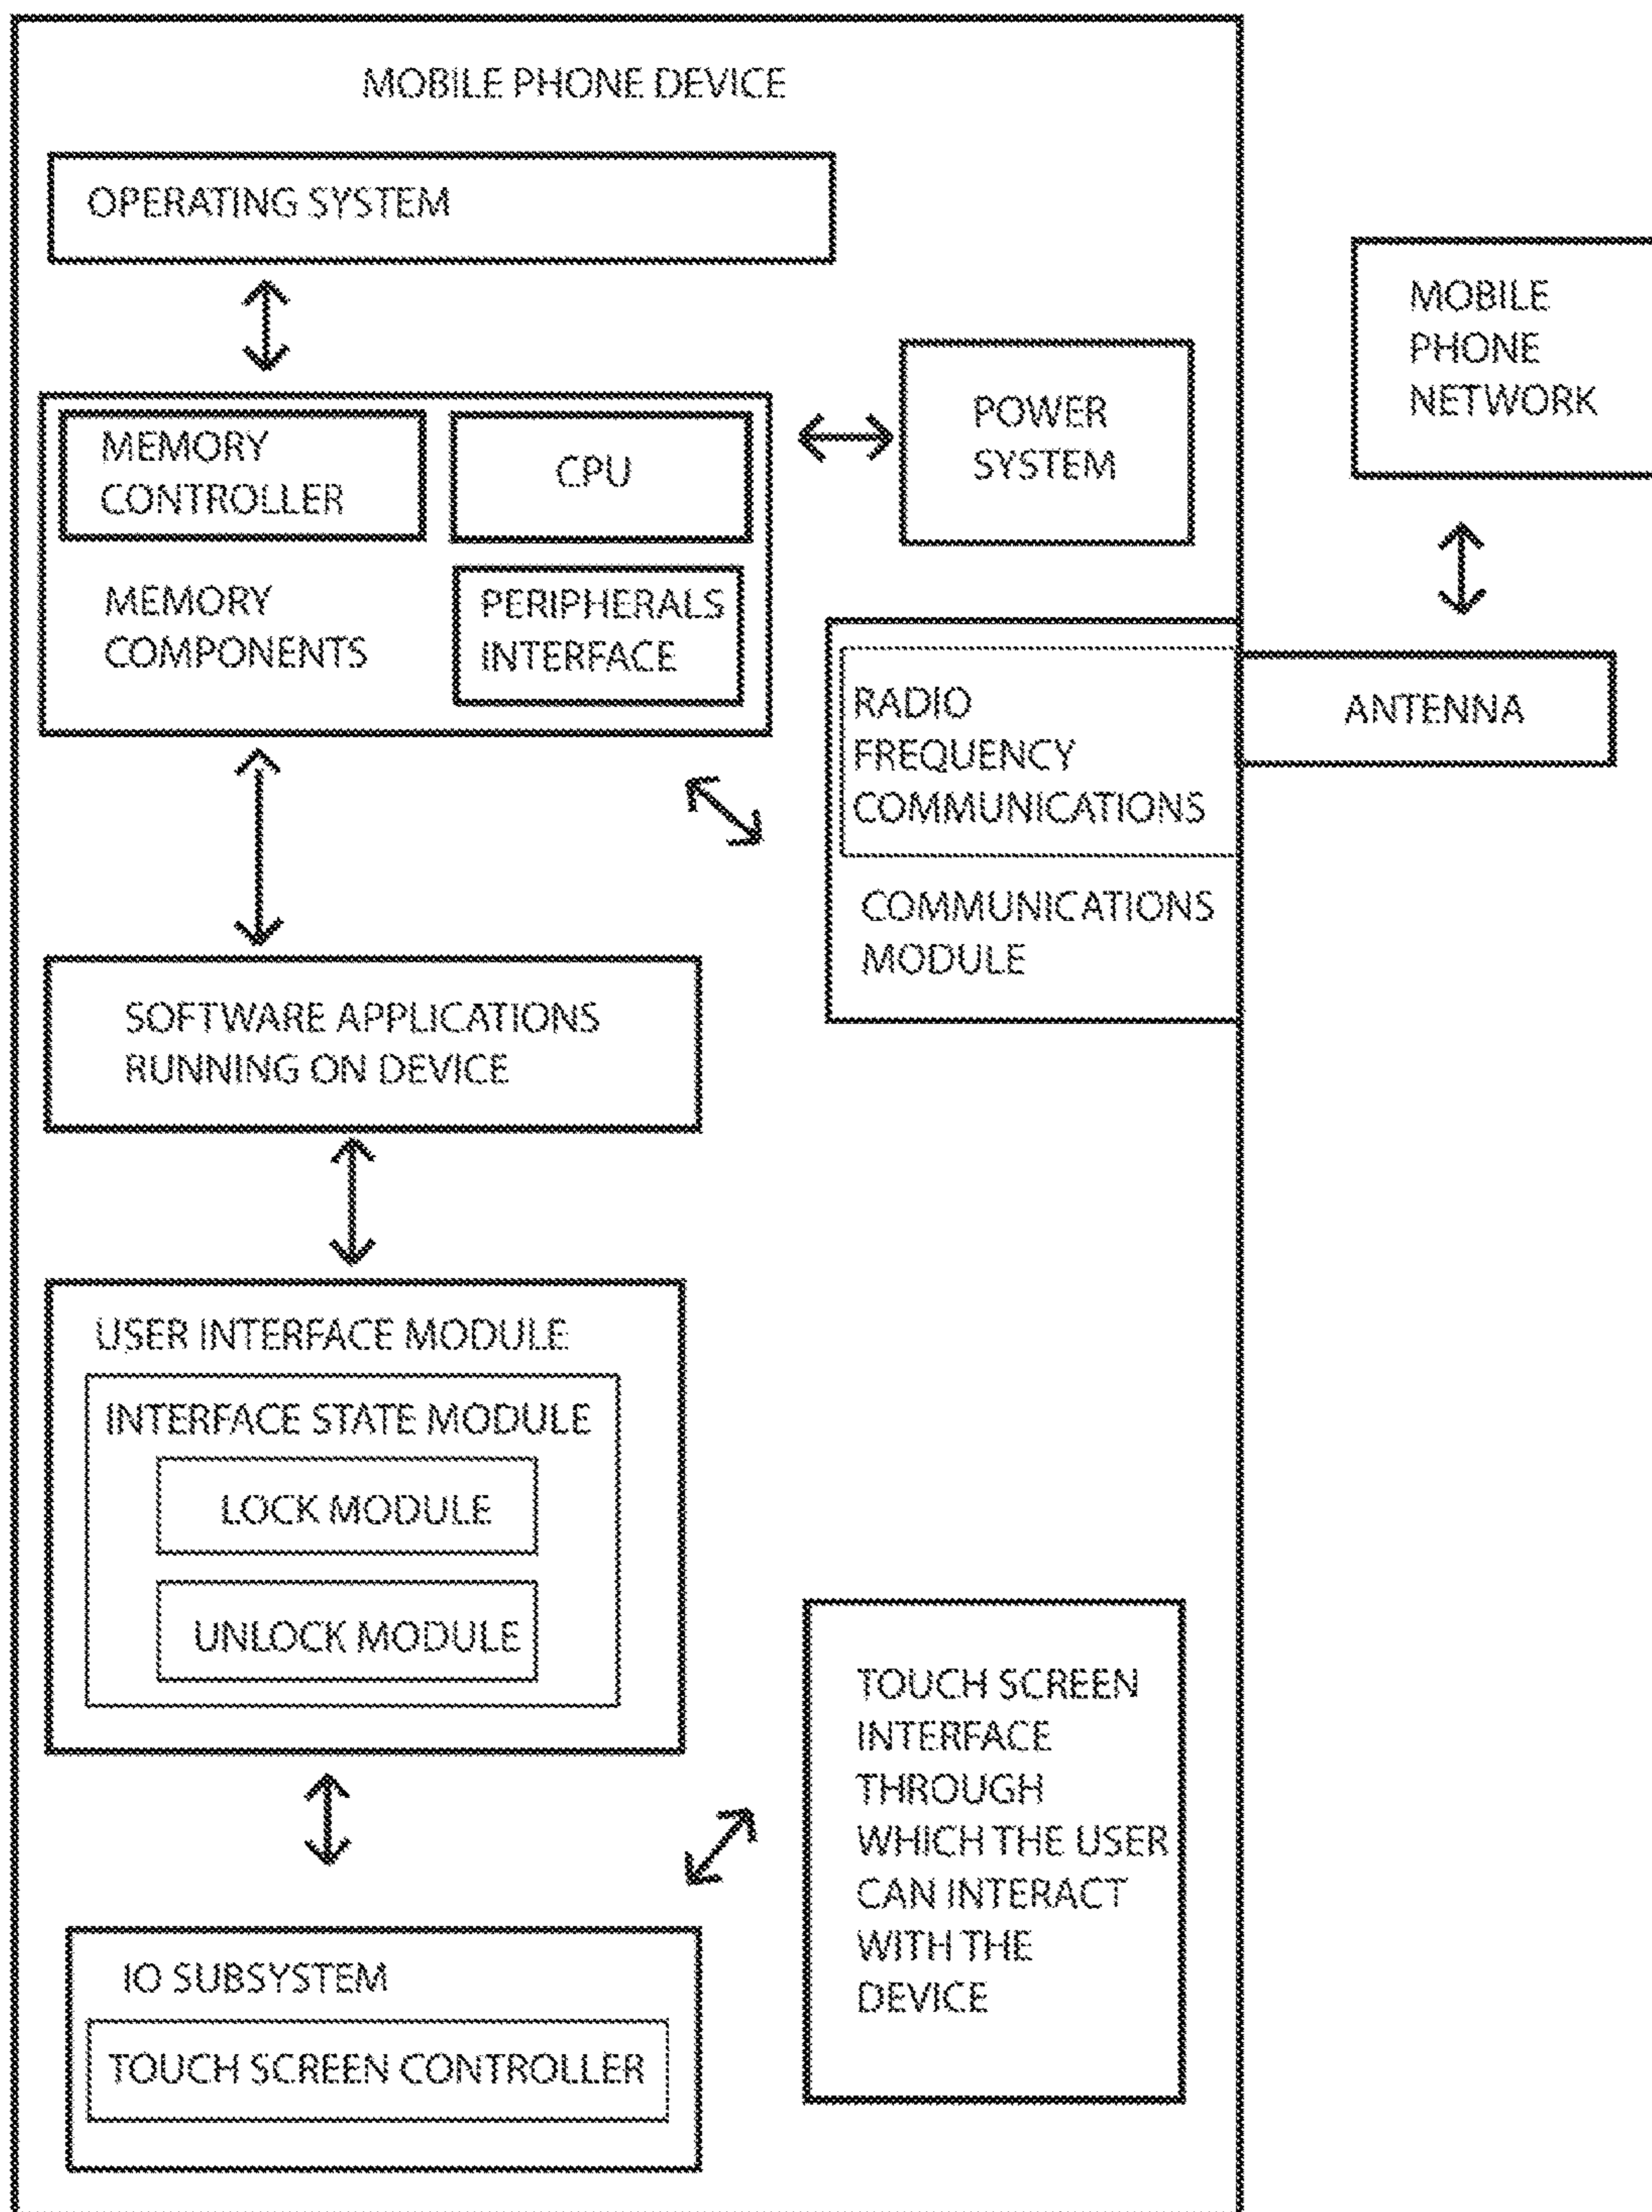 MOBILE PHONE DEVICE
OPERATING SYSTEM
MEMORY
CONTROLLER
CPU
MEMORY
COMPONENTS
PERIPHERALS
INTERFACE
POWER
SYSTEM
MOBILE
PHONE
NETWORK
RADIO
FREQUENCY
COMMUNICATIONS
COMMUNICATIONS
MODULE
ANTENNA
SOFTWARE APPLICATIONS
RUNNING ON DEVICE
USER INTERFACE MODULE
INTERFACE STATE MODULE
LOCK MODULE
UNLOCK MODULE
TOUCH SCREEN
INTERFACE
THROUGH
WHICH THE USER
CAN INTERACT
WITH THE
DEVICE
IO SUBSYSTEM
TOUCH SCREEN CONTROLLER